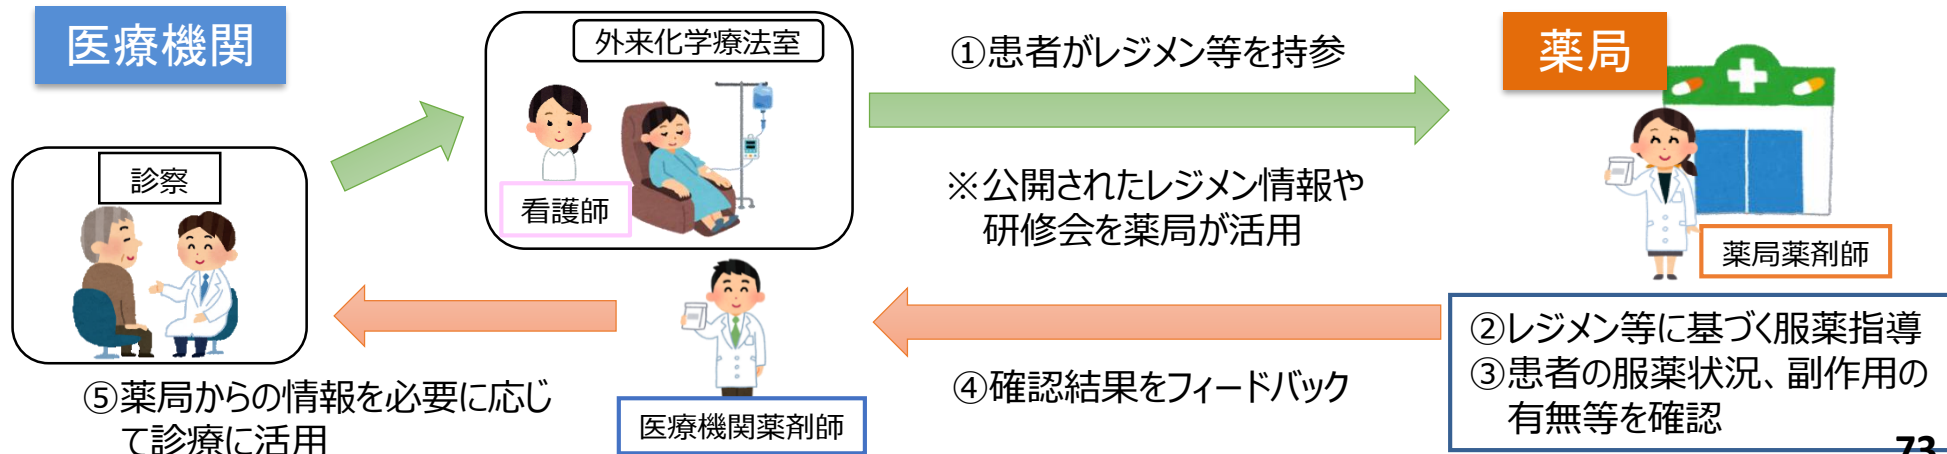 医療機関
外来化学療法室
看護師
診察
①患者がレジメン等を持参
※公開されたレジメン情報や
研修会を薬局が活用
薬局
薬局薬剤師
②レジメン等に基づく服薬指導
③患者の服薬状況、副作用の
有無等を確認
④確認結果をフィードバック
医療機関薬剤師
⑤薬局からの情報を必要に応じ
て診療に活用
73